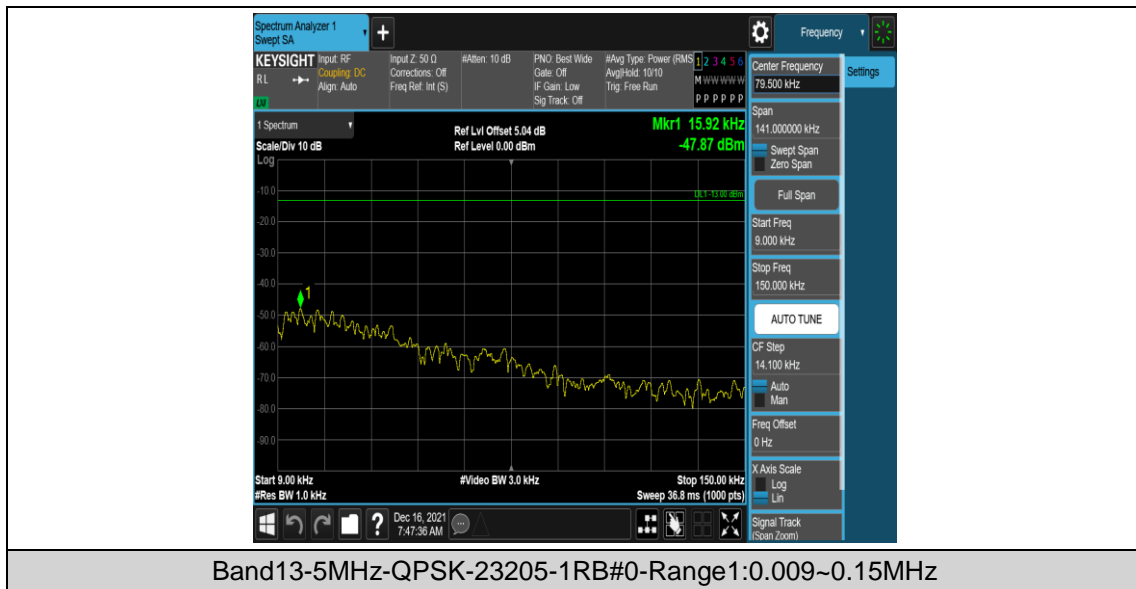 Spectrum Analyzer 1
Swept SA
Frequency
KEYSIGHT
RL
LXI
Input: RF
Coupling: DC
Align: Auto
Input Z: 50 Ω
Corrections: Off
Freq Ref: Int (S)
#Atten: 10 dB
PNO: Best Wide
Gate: Off
IF Gain: Low
Sig Track: Off
#Avg Type: Power (RMS
Avg|Hold: 10/10
Trig: Free Run
1 2 3 4 5 6
M W W W W W
P P P P P P
1 Spectrum
Scale/Div 10 dB
Ref Lvl Offset 5.04 dB
Ref Level 0.00 dBm
Mkr1 15.92 kHz
-47.87 dBm
Log
DL1 -13.00 dBm
-10.0
-20.0
-30.0
-40.0
-50.0
-60.0
-70.0
-80.0
-90.0
1
Start 9.00 kHz
#Res BW 1.0 kHz
#Video BW 3.0 kHz
Stop 150.00 kHz
Sweep 36.8 ms (1000 pts)
Dec 16, 2021
7:47:36 AM
Center Frequency
79.500 kHz
Settings
Span
141.000000 kHz
Swept Span
Zero Span
Full Span
Start Freq
9.000 kHz
Stop Freq
150.000 kHz
AUTO TUNE
CF Step
14.100 kHz
Auto
Man
Freq Offset
0 Hz
X Axis Scale
Log
Lin
Signal Track
(Span Zoom)
Band13-5MHz-QPSK-23205-1RB#0-Range1:0.009~0.15MHz